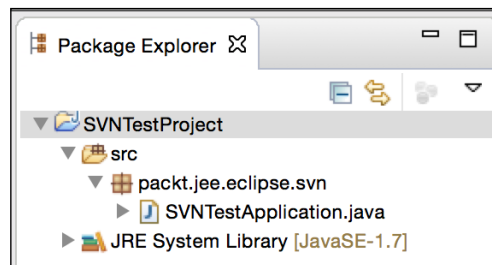 Package Explorer
SVNTestProject
src
packt.jee.eclipse.svn
SVNTestApplication.java
JRE System Library [JavaSE-1.7]